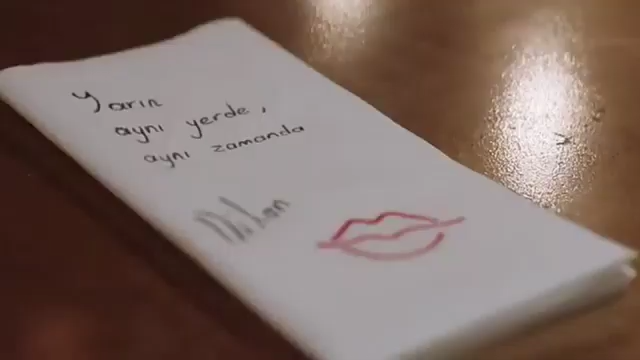 Yarın
aynı yerde,
aynı zamanda